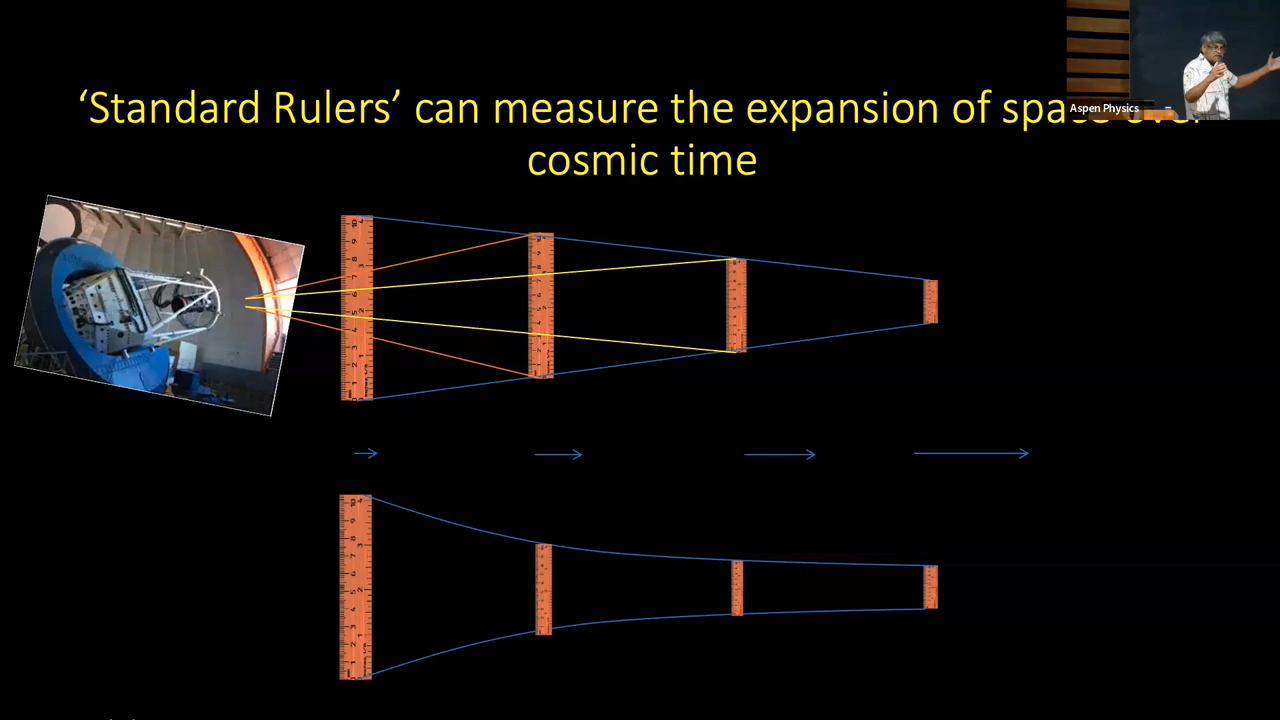 ‘Standard Rulers’ can measure the expansion of space over
cosmic time
Aspen Physics